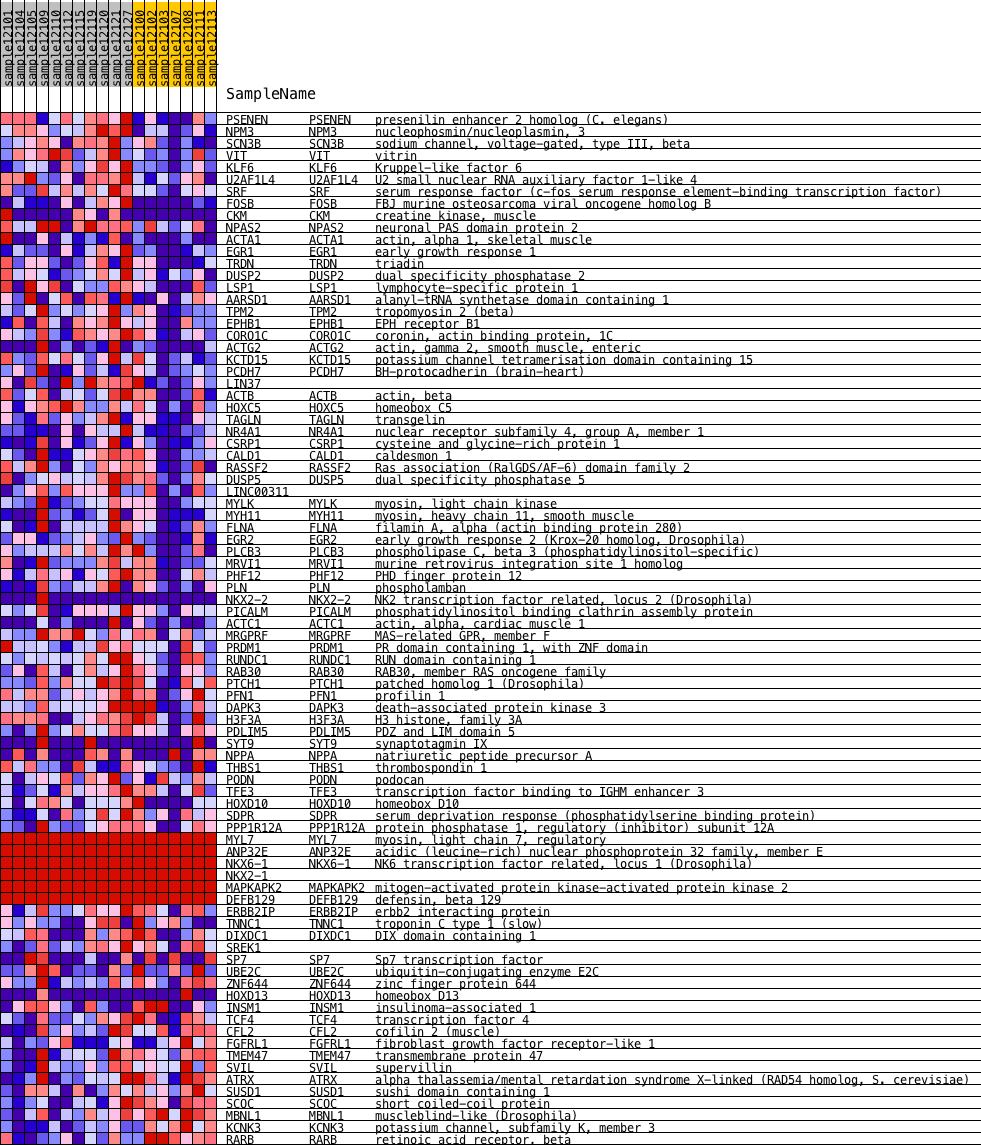 sample12101
sample12104
sample12105
sample12109
sample12110
sample12112
sample12115
sample12119
sample12120
sample12121
sample12127
sample12100
sample12102
sample12103
sample12107
sample12108
sample12111
sample12113
SampleName
PSENEN PSENEN presenilin enhancer 2 homolog (C. elegans)
NPM3 NPM3 nucleophosmin/nucleoplasmin, 3
SCN3B SCN3B sodium channel, voltage-gated, type III, beta
VIT VIT vitrin
KLF6 KLF6 Kruppel-like factor 6
U2AF1L4 U2AF1L4 U2 small nuclear RNA auxiliary factor 1-like 4
SRF SRF serum response factor (c-fos serum response element-binding transcription factor)
FOSB FOSB FBJ murine osteosarcoma viral oncogene homolog B
CKM CKM creatine kinase, muscle
NPAS2 NPAS2 neuronal PAS domain protein 2
ACTA1 ACTA1 actin, alpha 1, skeletal muscle
EGR1 EGR1 early growth response 1
TRDN TRDN triadin
DUSP2 DUSP2 dual specificity phosphatase 2
LSP1 LSP1 lymphocyte-specific protein 1
AARSD1 AARSD1 alanyl-tRNA synthetase domain containing 1
TPM2 TPM2 tropomyosin 2 (beta)
EPHB1 EPHB1 EPH receptor B1
CORO1C CORO1C coronin, actin binding protein, 1C
ACTG2 ACTG2 actin, gamma 2, smooth muscle, enteric
KCTD15 KCTD15 potassium channel tetramerisation domain containing 15
PCDH7 PCDH7 BH-protocadherin (brain-heart)
LIN37
ACTB ACTB actin, beta
HOXC5 HOXC5 homeobox C5
TAGLN TAGLN transgelin
NR4A1 NR4A1 nuclear receptor subfamily 4, group A, member 1
CSRP1 CSRP1 cysteine and glycine-rich protein 1
CALD1 CALD1 caldesmon 1
RASSF2 RASSF2 Ras association (RalGDS/AF-6) domain family 2
DUSP5 DUSP5 dual specificity phosphatase 5
LINC00311
MYLK MYLK myosin, light chain kinase
MYH11 MYH11 myosin, heavy chain 11, smooth muscle
FLNA FLNA filamin A, alpha (actin binding protein 280)
EGR2 EGR2 early growth response 2 (Krox-20 homolog, Drosophila)
PLCB3 PLCB3 phospholipase C, beta 3 (phosphatidylinositol-specific)
MRVI1 MRVI1 murine retrovirus integration site 1 homolog
PHF12 PHF12 PHD finger protein 12
PLN PLN phospholamban
NKX2-2 NKX2-2 NK2 transcription factor related, locus 2 (Drosophila)
PICALM PICALM phosphatidylinositol binding clathrin assembly protein
ACTC1 ACTC1 actin, alpha, cardiac muscle 1
MRGPRF MRGPRF MAS-related GPR, member F
PRDM1 PRDM1 PR domain containing 1, with ZNF domain
RUNDC1 RUNDC1 RUN domain containing 1
RAB30 RAB30 RAB30, member RAS oncogene family
PTCH1 PTCH1 patched homolog 1 (Drosophila)
PFN1 PFN1 profilin 1
DAPK3 DAPK3 death-associated protein kinase 3
H3F3A H3F3A H3 histone, family 3A
PDLIM5 PDLIM5 PDZ and LIM domain 5
SYT9 SYT9 synaptotagmin IX
NPPA NPPA natriuretic peptide precursor A
THBS1 THBS1 thrombospondin 1
PODN PODN podocan
TFE3 TFE3 transcription factor binding to IGHM enhancer 3
HOXD10 HOXD10 homeobox D10
SDPR SDPR serum deprivation response (phosphatidylserine binding protein)
PPP1R12A PPP1R12A protein phosphatase 1, regulatory (inhibitor) subunit 12A
MYL7 MYL7 myosin, light chain 7, regulatory
ANP32E ANP32E acidic (leucine-rich) nuclear phosphoprotein 32 family, member E
NKX6-1 NKX6-1 NK6 transcription factor related, locus 1 (Drosophila)
NKX2-1
MAPKAPK2 MAPKAPK2 mitogen-activated protein kinase-activated protein kinase 2
DEFB129 DEFB129 defensin, beta 129
ERBB2IP ERBB2IP erbb2 interacting protein
TNNC1 TNNC1 troponin C type 1 (slow)
DIXDC1 DIXDC1 DIX domain containing 1
SREK1
SP7 SP7 Sp7 transcription factor
UBE2C UBE2C ubiquitin-conjugating enzyme E2C
ZNF644 ZNF644 zinc finger protein 644
HOXD13 HOXD13 homeobox D13
INSM1 INSM1 insulinoma-associated 1
TCF4 TCF4 transcription factor 4
CFL2 CFL2 cofilin 2 (muscle)
FGFRL1 FGFRL1 fibroblast growth factor receptor-like 1
TMEM47 TMEM47 transmembrane protein 47
SVIL SVIL supervillin
ATRX ATRX alpha thalassemia/mental retardation syndrome X-linked (RAD54 homolog, S. cerevisiae)
SUSD1 SUSD1 sushi domain containing 1
SCOC SCOC short coiled-coil protein
MBNL1 MBNL1 muscleblind-like (Drosophila)
KCNK3 KCNK3 potassium channel, subfamily K, member 3
RARB RARB retinoic acid receptor, beta